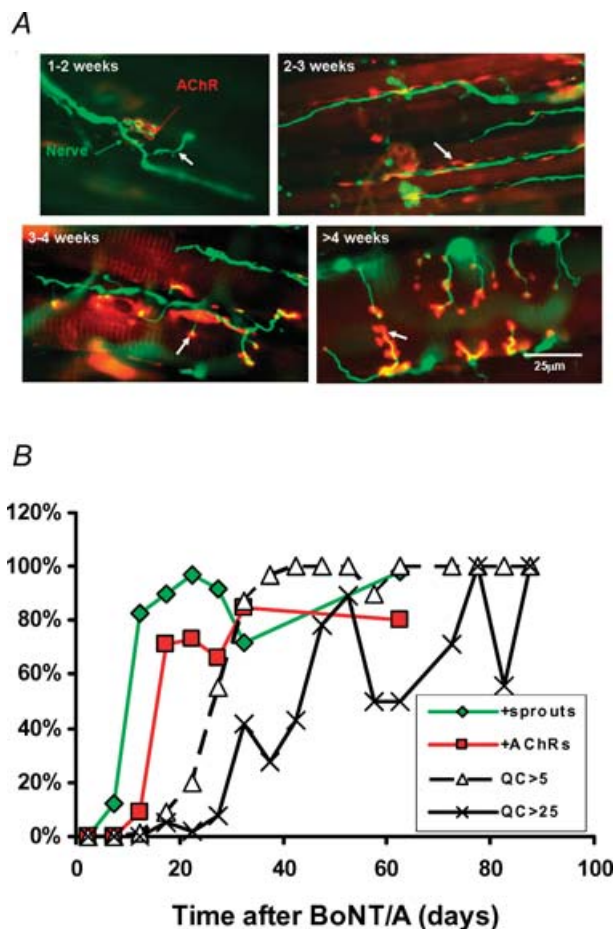 A
1-2 weeks
AChR
Nerve
2-3 weeks
3-4 weeks
>4 weeks
25µm
B
120%
100%
80%
60%
40%
20%
0%
+sprouts
+AChRs
QC>5
QC>25
0 20 40 60 80 100
Time after BoNT/A (days)